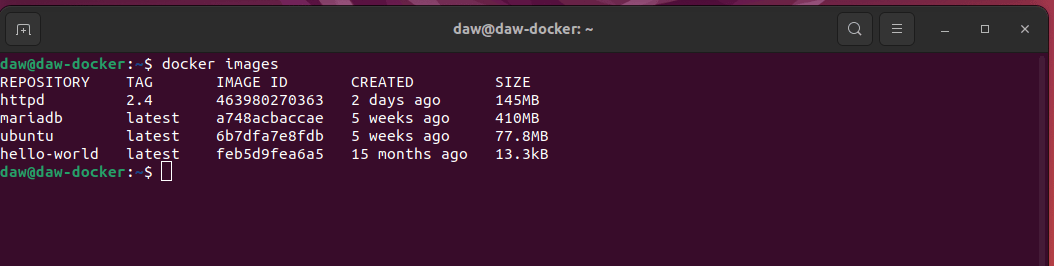 daw@daw-docker: ~
daw@daw-docker:~$ docker images
REPOSITORY    TAG       IMAGE ID       CREATED         SIZE
httpd         2.4       463980270363   2 days ago      145MB
mariadb       latest    a748acbaccae   5 weeks ago     410MB
ubuntu        latest    6b7dfa7e8fdb   5 weeks ago     77.8MB
hello-world   latest    feb5d9fea6a5   15 months ago   13.3kB
daw@daw-docker:~$